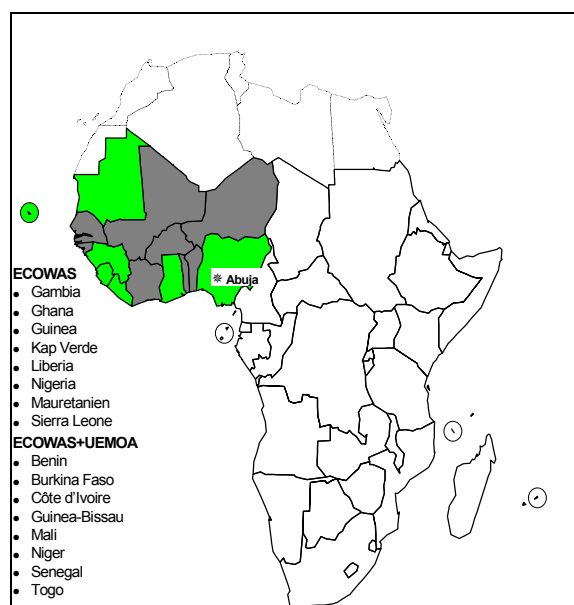 Abuja
ECOWAS
• Gambia
• Ghana
• Guinea
• Kap Verde
• Liberia
• Nigeria
• Mauretanien
• Sierra Leone
ECOWAS+UEMOA
• Benin
• Burkina Faso
• Côte d'Ivoire
• Guinea-Bissau
• Mali
• Niger
• Senegal
• Togo